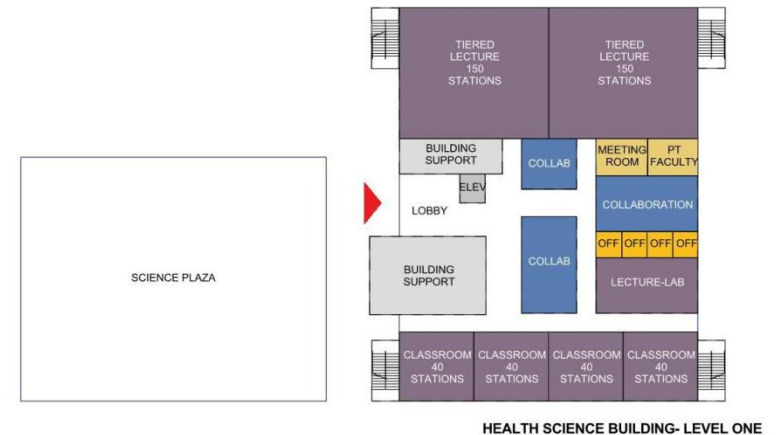 TIERED
LECTURE
150
STATIONS
TIERED
LECTURE
150
STATIONS
BUILDING
SUPPORT
COLLAB
MEETING
ROOM
PT
FACULTY
ELEV
LOBBY
COLLABORATION
OFF OFF OFF OFF
BUILDING
SUPPORT
COLLAB
LECTURE-LAB
SCIENCE PLAZA
CLASSROOM
40
STATIONS
CLASSROOM
40
STATIONS
CLASSROOM
40
STATIONS
CLASSROOM
40
STATIONS
HEALTH SCIENCE BUILDING- LEVEL ONE